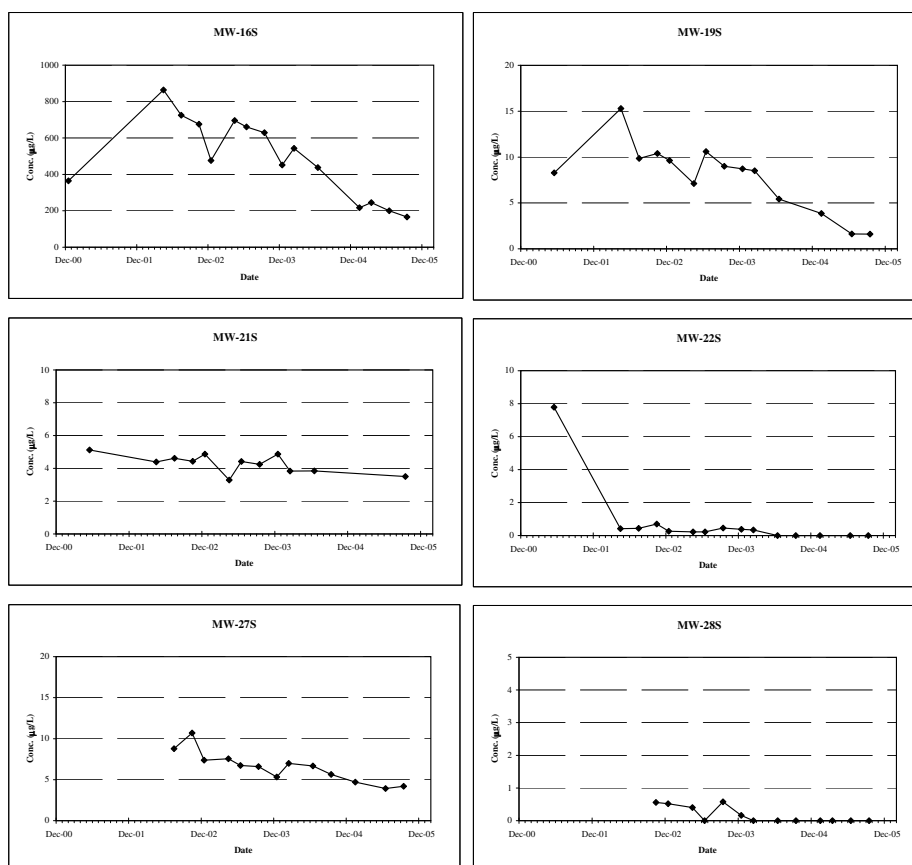 MW-16S
Conc. (µg/L)
1000
800
600
400
200
0
Dec-00 Dec-01 Dec-02 Dec-03 Dec-04 Dec-05
Date
MW-19S
Conc. (µg/L)
20
15
10
5
0
Dec-00 Dec-01 Dec-02 Dec-03 Dec-04 Dec-05
Date
MW-21S
Conc. (µg/L)
10
8
6
4
2
0
Dec-00 Dec-01 Dec-02 Dec-03 Dec-04 Dec-05
Date
MW-22S
Conc. (µg/L)
10
8
6
4
2
0
Dec-00 Dec-01 Dec-02 Dec-03 Dec-04 Dec-05
Date
MW-27S
Conc. (µg/L)
20
15
10
5
0
Dec-00 Dec-01 Dec-02 Dec-03 Dec-04 Dec-05
Date
MW-28S
Conc. (µg/L)
5
4
3
2
1
0
Dec-00 Dec-01 Dec-02 Dec-03 Dec-04 Dec-05
Date